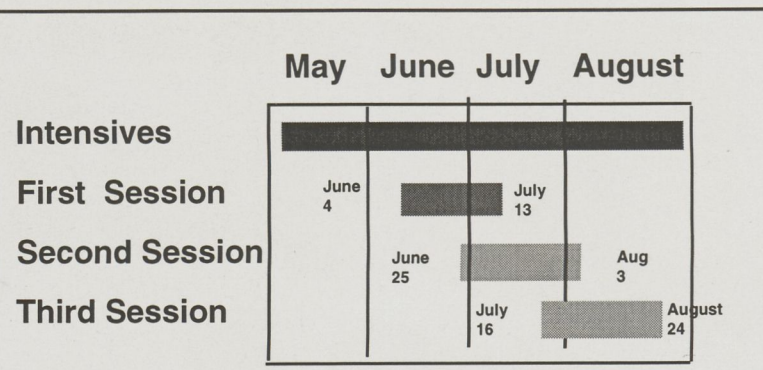 May June July August
Intensives
First Session June 4 July 13
Second Session June 25 Aug 3
Third Session July 16 August 24